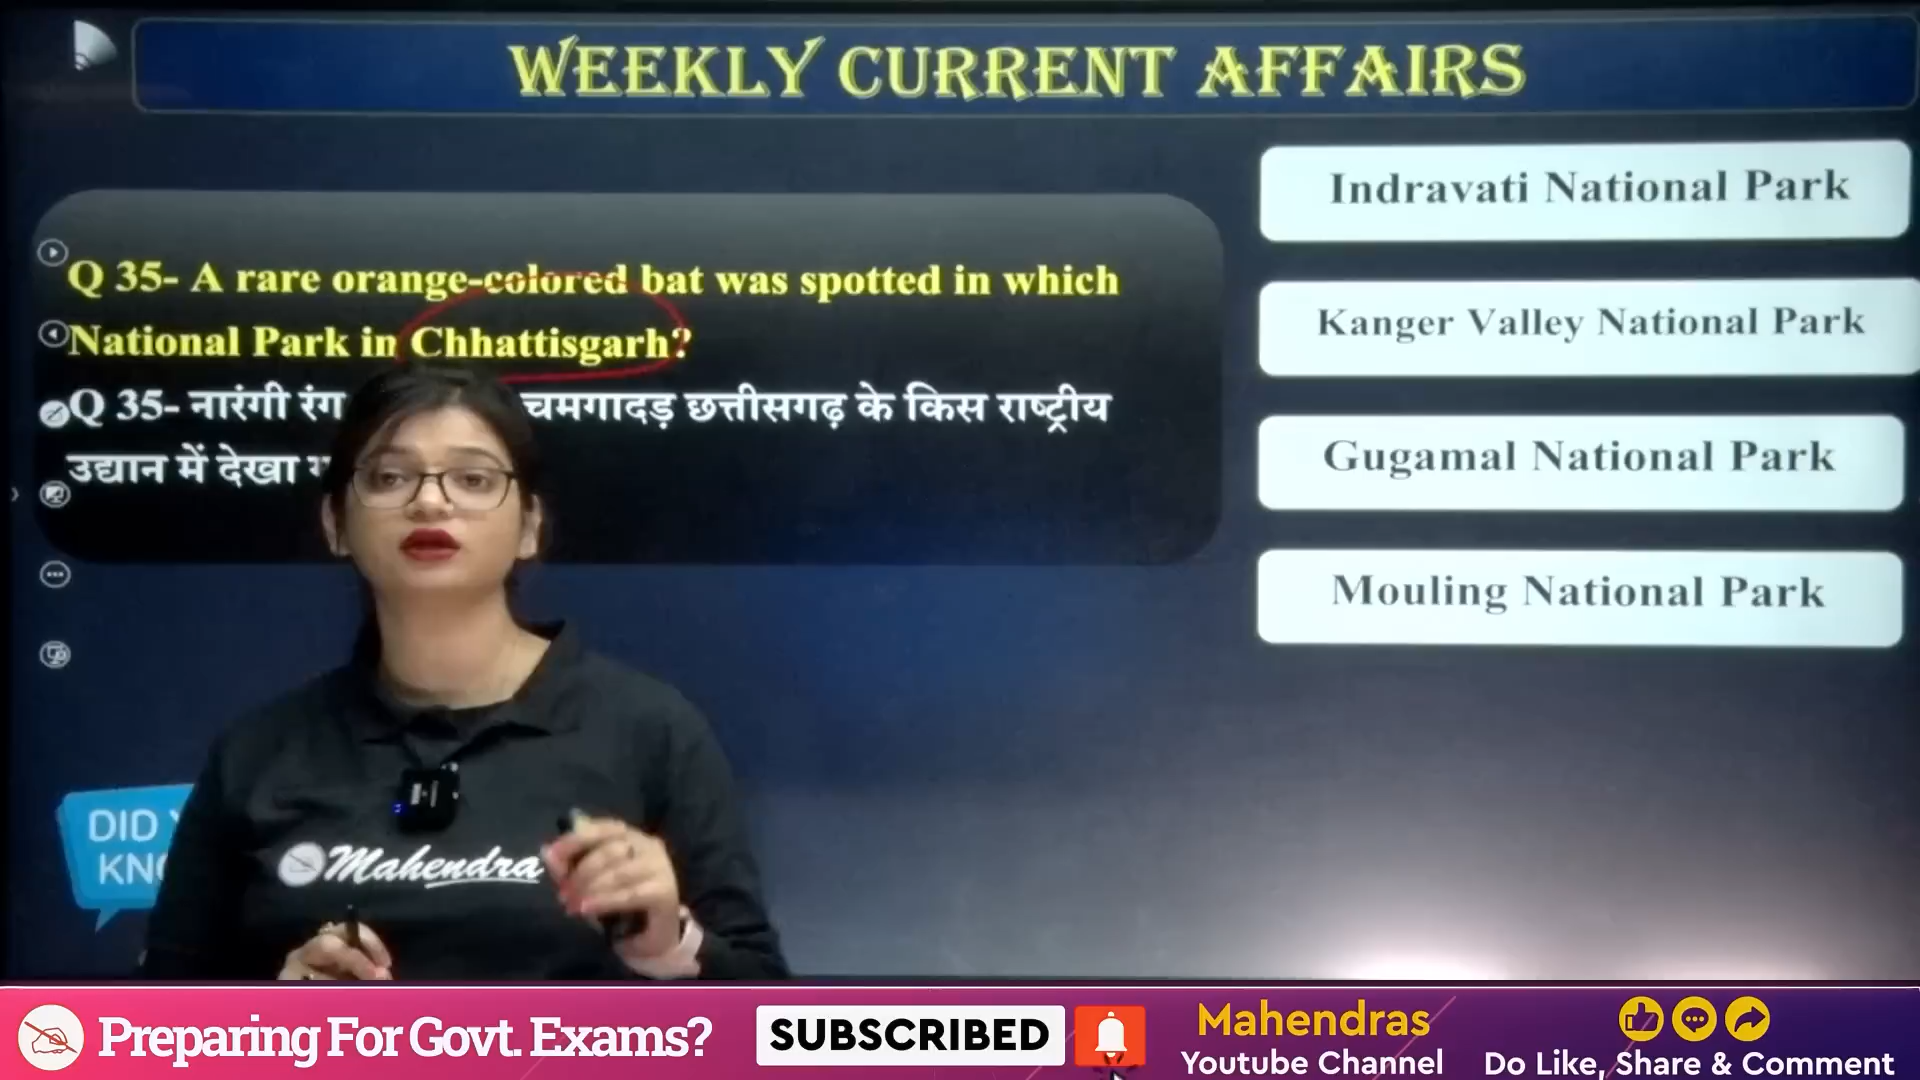 WEEKLY CURRENT AFFAIRS
Q 35- A rare orange-colored bat was spotted in which
National Park in Chhattisgarh?
Q 35- नारंगी रंग चमगादड़ छत्तीसगढ़ के किस राष्ट्रीय
उद्यान में देखा
Indravati National Park
Kanger Valley National Park
Gugamal National Park
Mouling National Park
DID
Mahendra
Preparing For Govt. Exams?
SUBSCRIBED
Mahendras
Youtube Channel
Do Like, Share & Comment